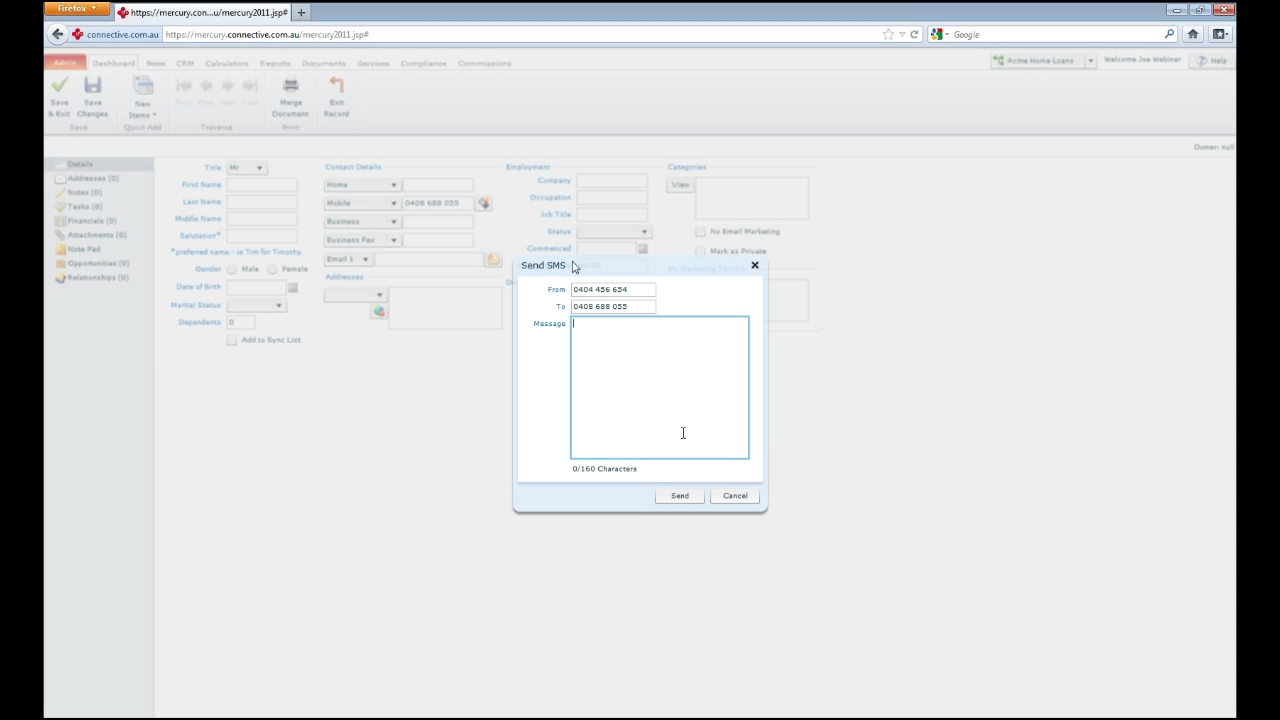 Firefox
https://mercury.con...u/mercury2011.jsp#
connective.com.au
https://mercury.connective.com.au/mercury2011.jsp#
Google
Admin Dashboard News CRM Calculators Reports Documents Services Compliance Commissions
Acme Home Loans
Welcome Joe Webinar
Help
Save & Exit
Save Changes
Save
New Items
Quick Add
First Prev Next Last
Traverse
Merge Document
Print
Exit Record
Owner: null
Details
Addresses (0)
Notes (0)
Tasks (0)
Financials (0)
Attachments (0)
Note Pad
Opportunities (0)
Relationships (0)
Title Mr
First Name
Last Name
Middle Name
Salutation*
*preferred name - ie Tim for Timothy
Gender Male Female
Date of Birth
Marital Status
Dependents 0
Add to Sync List
Contact Details
Home
Mobile 0408 688 055
Business
Business Fax
Email 1
Addresses
Employment
Company
Occupation
Job Title
Status
Commenced
Categories
View
No Email Marketing
Mark as Private
Send SMS
From 0404 456 654
To 0408 688 055
Message
0/160 Characters
Send Cancel